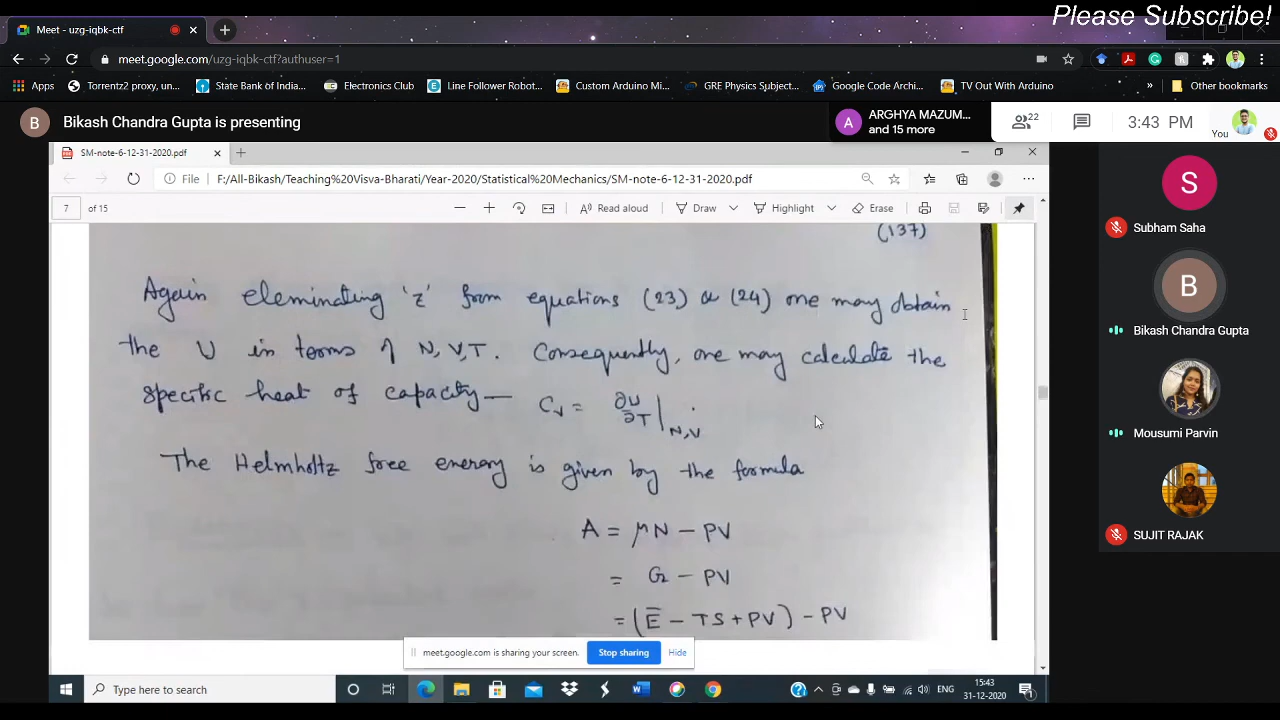 Please Subscribe!
Meet - uzg-iqbk-ctf
meet.google.com/uzg-iqbk-ctf?authuser=1
Apps Torrentz2 proxy, un... State Bank of India... Electronics Club Line Follower Robot... Custom Arduino Mi... GRE Physics Subject... Google Code Archi... TV Out With Arduino » Other bookmarks
B Bikash Chandra Gupta is presenting
A ARGHYA MAZUM...
and 15 more
22
3:43 PM
You
SM-note-6-12-31-2020.pdf
File F:/All-Bikash/Teaching%20Visva-Bharati/Year-2020/Statistical%20Mechanics/SM-note-6-12-31-2020.pdf
7 of 15 Read aloud Draw Highlight Erase
(137)
Again eleminating 'z' from equations (23) & (24) one may obtain
the U in terms of N, V, T. Consequently, one may calculate the
specific heat of capacity— C_V = ∂U/∂T|_N,V.
The Helmholtz free energy is given by the formula
A = μN - PV
= G - PV
= (Ē - TS + PV) - PV
S
Subham Saha
B
Bikash Chandra Gupta
Mousumi Parvin
SUJIT RAJAK
meet.google.com is sharing your screen. Stop sharing Hide
Type here to search
ENG
15:43
31-12-2020